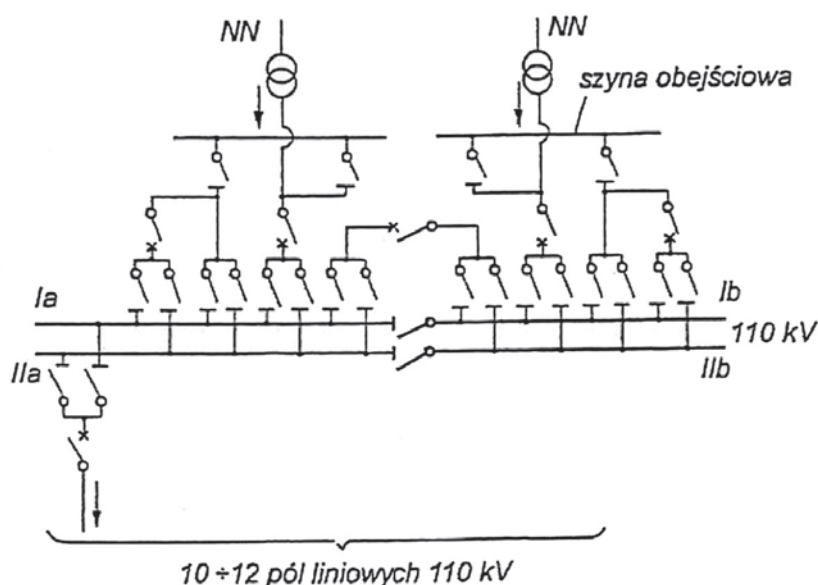 NN
NN
szyna obejściowa
Ia
Ib
110 kV
IIa
IIb
10 ÷12 pól liniowych 110 kV